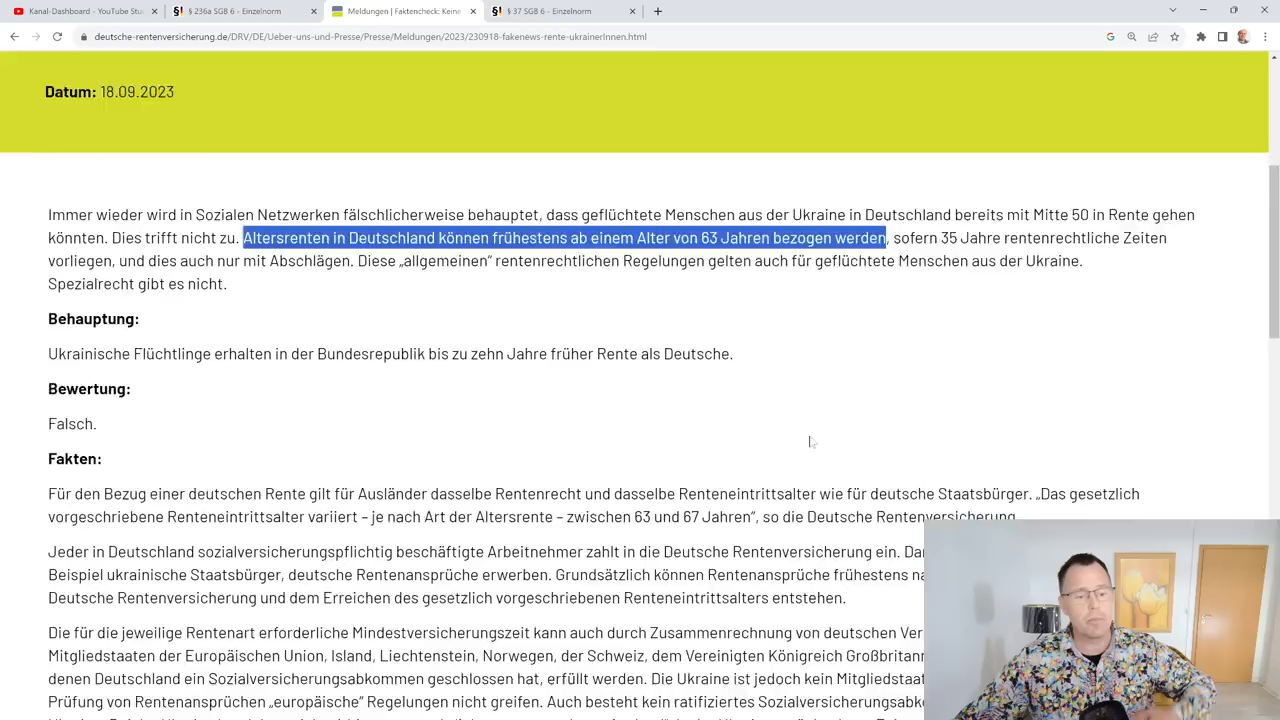 Kanal-Dashboard - YouTube Stu
§ 236a SGB 6 - Einzelnorm
Meldungen | Faktencheck: Keine
§ 37 SGB 6 - Einzelnorm
deutsche-rentenversicherung.de/DRV/DE/Ueber-uns-und-Presse/Presse/Meldungen/2023/230918-fakenews-rente-ukrainerInnen.html
Datum: 18.09.2023
Immer wieder wird in Sozialen Netzwerken fälschlicherweise behauptet, dass geflüchtete Menschen aus der Ukraine in Deutschland bereits mit Mitte 50 in Rente gehen
könnten. Dies trifft nicht zu. Altersrenten in Deutschland können frühestens ab einem Alter von 63 Jahren bezogen werden, sofern 35 Jahre rentenrechtliche Zeiten
vorliegen, und dies auch nur mit Abschlägen. Diese „allgemeinen“ rentenrechtlichen Regelungen gelten auch für geflüchtete Menschen aus der Ukraine.
Spezialrecht gibt es nicht.
Behauptung:
Ukrainische Flüchtlinge erhalten in der Bundesrepublik bis zu zehn Jahre früher Rente als Deutsche.
Bewertung:
Falsch.
Fakten:
Für den Bezug einer deutschen Rente gilt für Ausländer dasselbe Rentenrecht und dasselbe Renteneintrittsalter wie für deutsche Staatsbürger. „Das gesetzlich
vorgeschriebene Renteneintrittsalter variiert – je nach Art der Altersrente – zwischen 63 und 67 Jahren“, so die Deutsche Rentenversicherung.
Jeder in Deutschland sozialversicherungspflichtig beschäftigte Arbeitnehmer zahlt in die Deutsche Rentenversicherung ein.
Beispiel ukrainische Staatsbürger, deutsche Rentenansprüche erwerben. Grundsätzlich können Rentenansprüche frühestens
Deutsche Rentenversicherung und dem Erreichen des gesetzlich vorgeschriebenen Renteneintrittsalters entstehen.
Die für die jeweilige Rentenart erforderliche Mindestversicherungszeit kann auch durch Zusammenrechnung von deutschen
Mitgliedstaaten der Europäischen Union, Island, Liechtenstein, Norwegen, der Schweiz, dem Vereinigten Königreich
denen Deutschland ein Sozialversicherungsabkommen geschlossen hat, erfüllt werden. Die Ukraine ist jedoch kein
Prüfung von Rentenansprüchen „europäische“ Regelungen nicht greifen. Auch besteht kein ratifiziertes